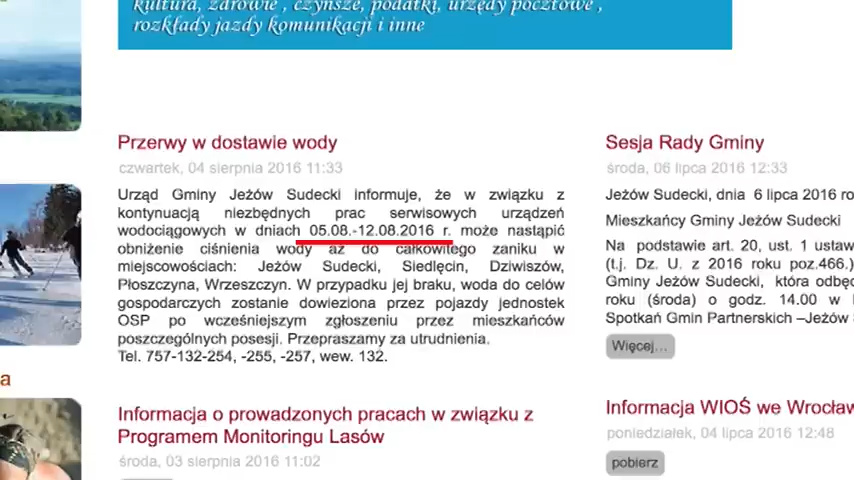 kultura, zdrowie , czynsze, podatki, urzędy pocztowe ,
rozkłady jazdy komunikacji i inne
Przerwy w dostawie wody
czwartek, 04 sierpnia 2016 11:33
Urząd Gminy Jeżów Sudecki informuje, że w związku z
kontynuacją niezbędnych prac serwisowych urządzeń
wodociągowych w dniach 05.08.-12.08.2016 r. może nastąpić
obniżenie ciśnienia wody aż do całkowitego zaniku w
miejscowościach: Jeżów Sudecki, Siedlęcin, Dziwiszów,
Płoszczyna, Wrzeszczyn. W przypadku jej braku, woda do celów
gospodarczych zostanie dowieziona przez pojazdy jednostek
OSP po wcześniejszym zgłoszeniu przez mieszkańców
poszczególnych posesji. Przepraszamy za utrudnienia.
Tel. 757-132-254, -255, -257, wew. 132.
Informacja o prowadzonych pracach w związku z
Programem Monitoringu Lasów
środa, 03 sierpnia 2016 11:02
Sesja Rady Gminy
środa, 06 lipca 2016 12:33
Jeżów Sudecki, dnia 6 lipca 2016 ro
Mieszkańcy Gminy Jeżów Sudecki
Na podstawie art. 20, ust. 1 ustaw
(t.j. Dz. U. z 2016 roku poz.466.)
Gminy Jeżów Sudecki, która odbęd
roku (środa) o godz. 14.00 w
Spotkań Gmin Partnerskich –Jeżów
Więcej...
Informacja WIOŚ we Wrocław
poniedziałek, 04 lipca 2016 12:48
pobierz
a